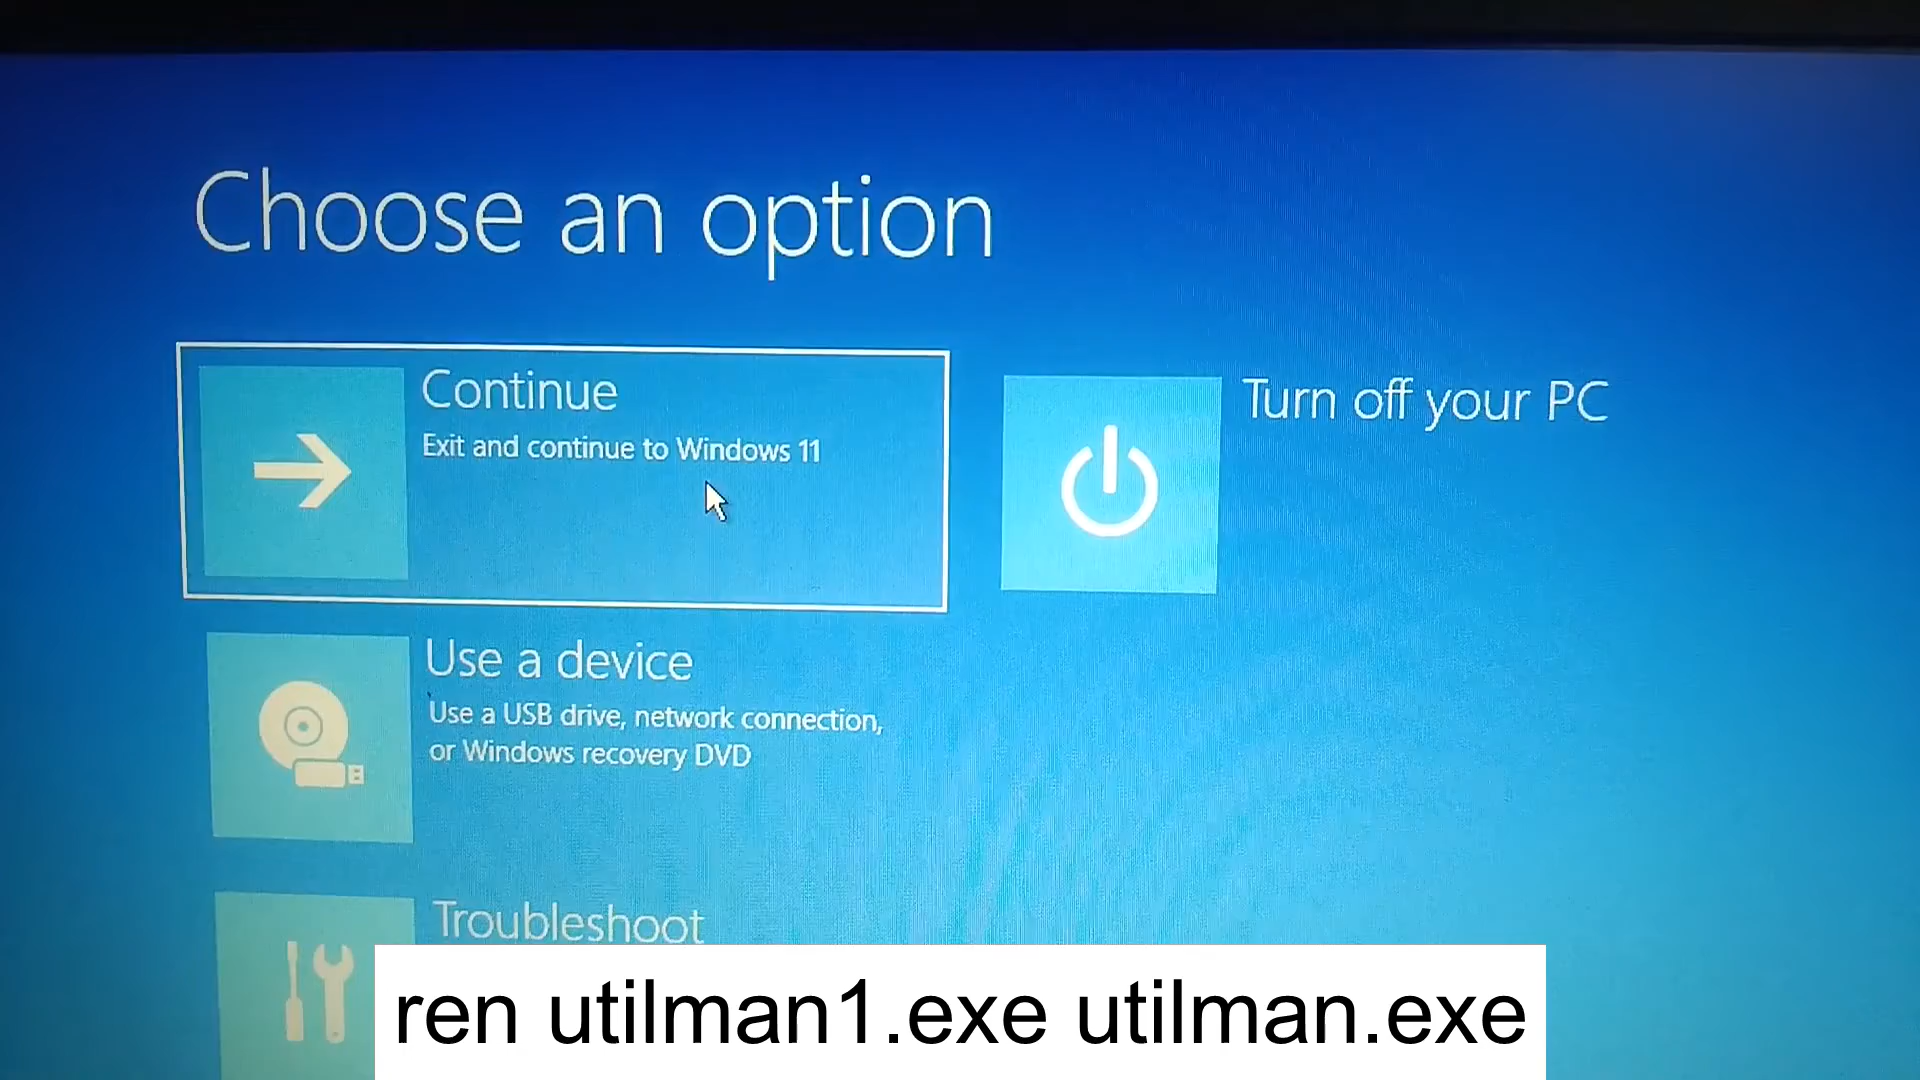 Choose an option
Continue
Exit and continue to Windows 11
Turn off your PC
Use a device
Use a USB drive, network connection,
or Windows recovery DVD
Troubleshoot
ren utilman1.exe utilman.exe